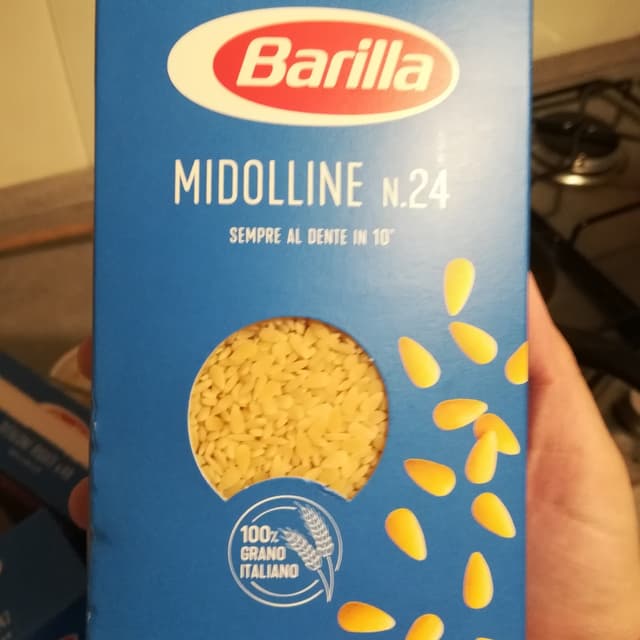 Barilla
MIDOLLINE N.24
SEMPRE AL DENTE IN 10'
100%
GRANO
ITALIANO